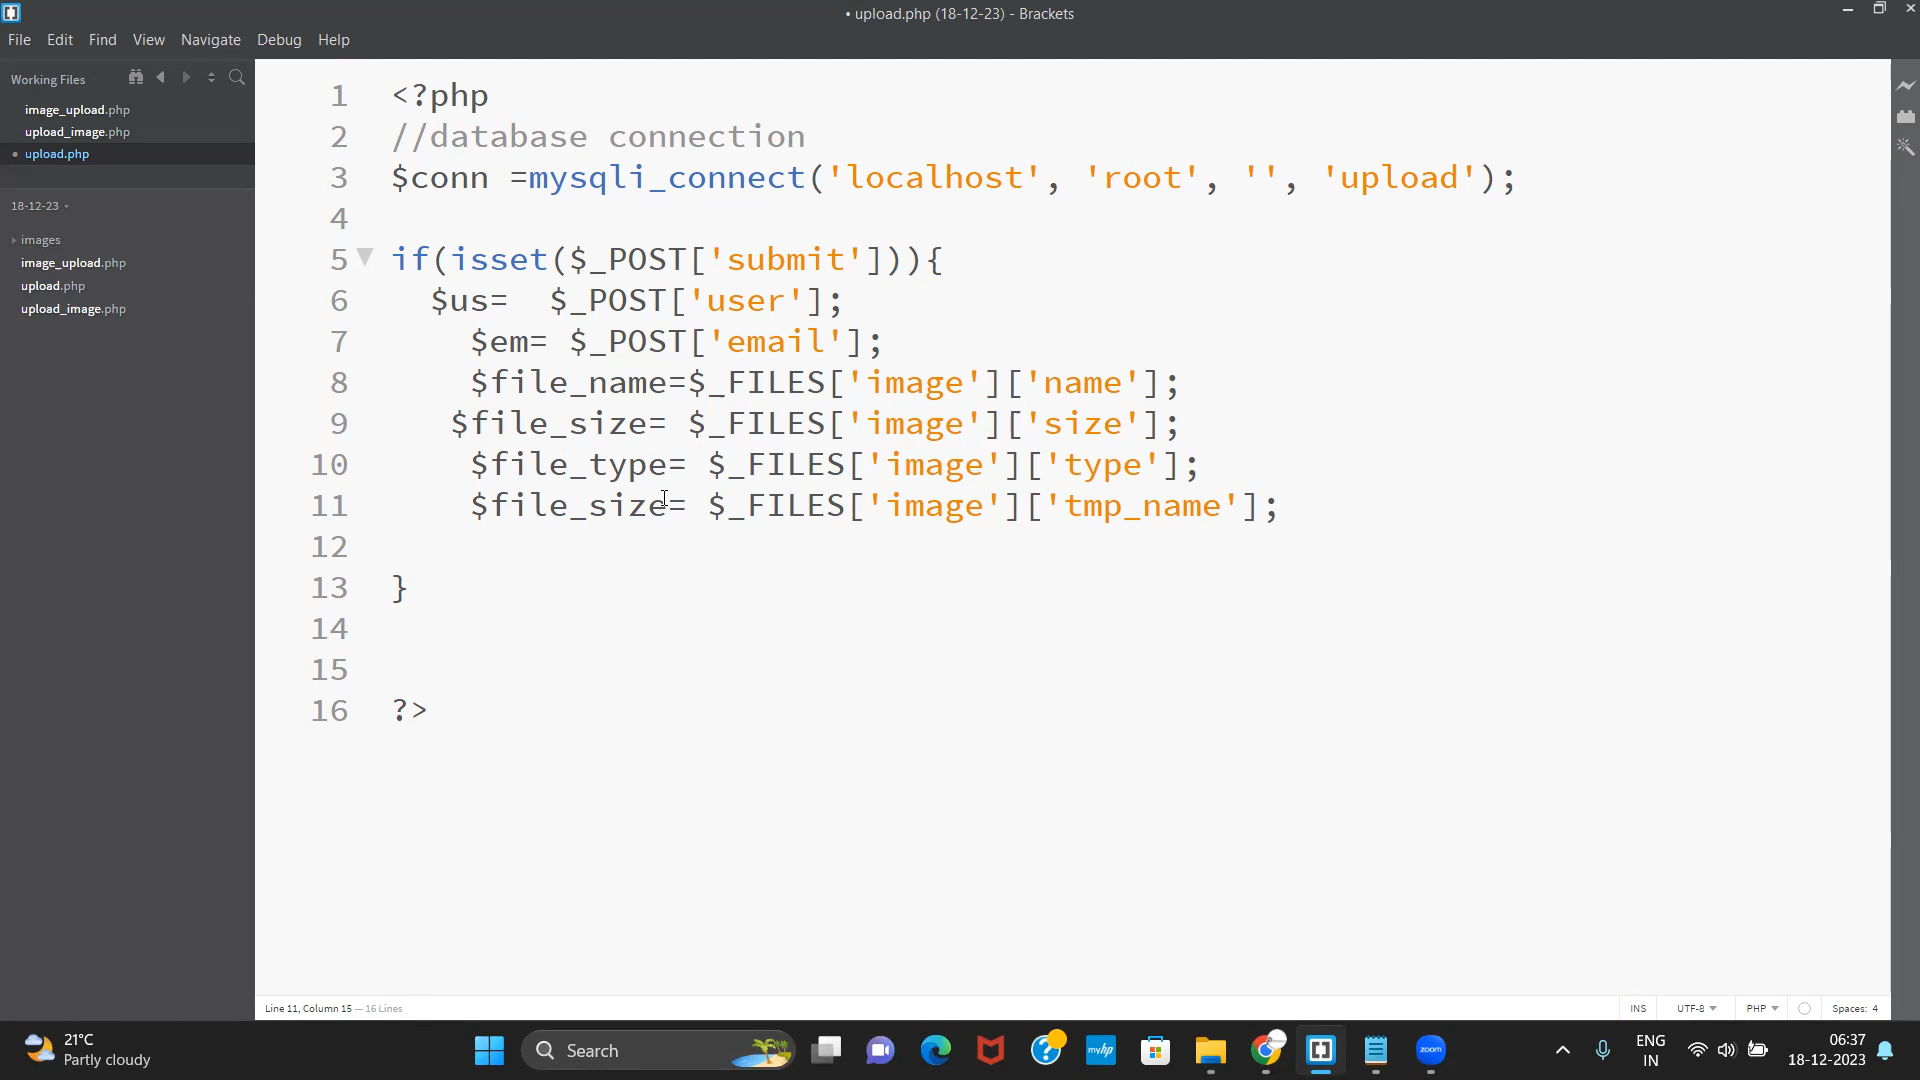 • upload.php (18-12-23) - Brackets
File Edit Find View Navigate Debug Help
Working Files
image_upload.php
upload_image.php
upload.php
18-12-23
images
image_upload.php
upload.php
upload_image.php
1 <?php
2 //database connection
3 $conn =mysqli_connect('localhost', 'root', '', 'upload');
4
5 if(isset($_POST['submit'])){
6 $us=  $_POST['user'];
7 $em= $_POST['email'];
8 $file_name=$_FILES['image']['name'];
9 $file_size= $_FILES['image']['size'];
10 $file_type= $_FILES['image']['type'];
11 $file_size= $_FILES['image']['tmp_name'];
12
13 }
14
15
16 ?>
Line 11, Column 15 — 16 Lines
INS UTF-8 PHP Spaces: 4
21°C
Partly cloudy
Search
myhp
zoom
ENG
IN
06:37
18-12-2023